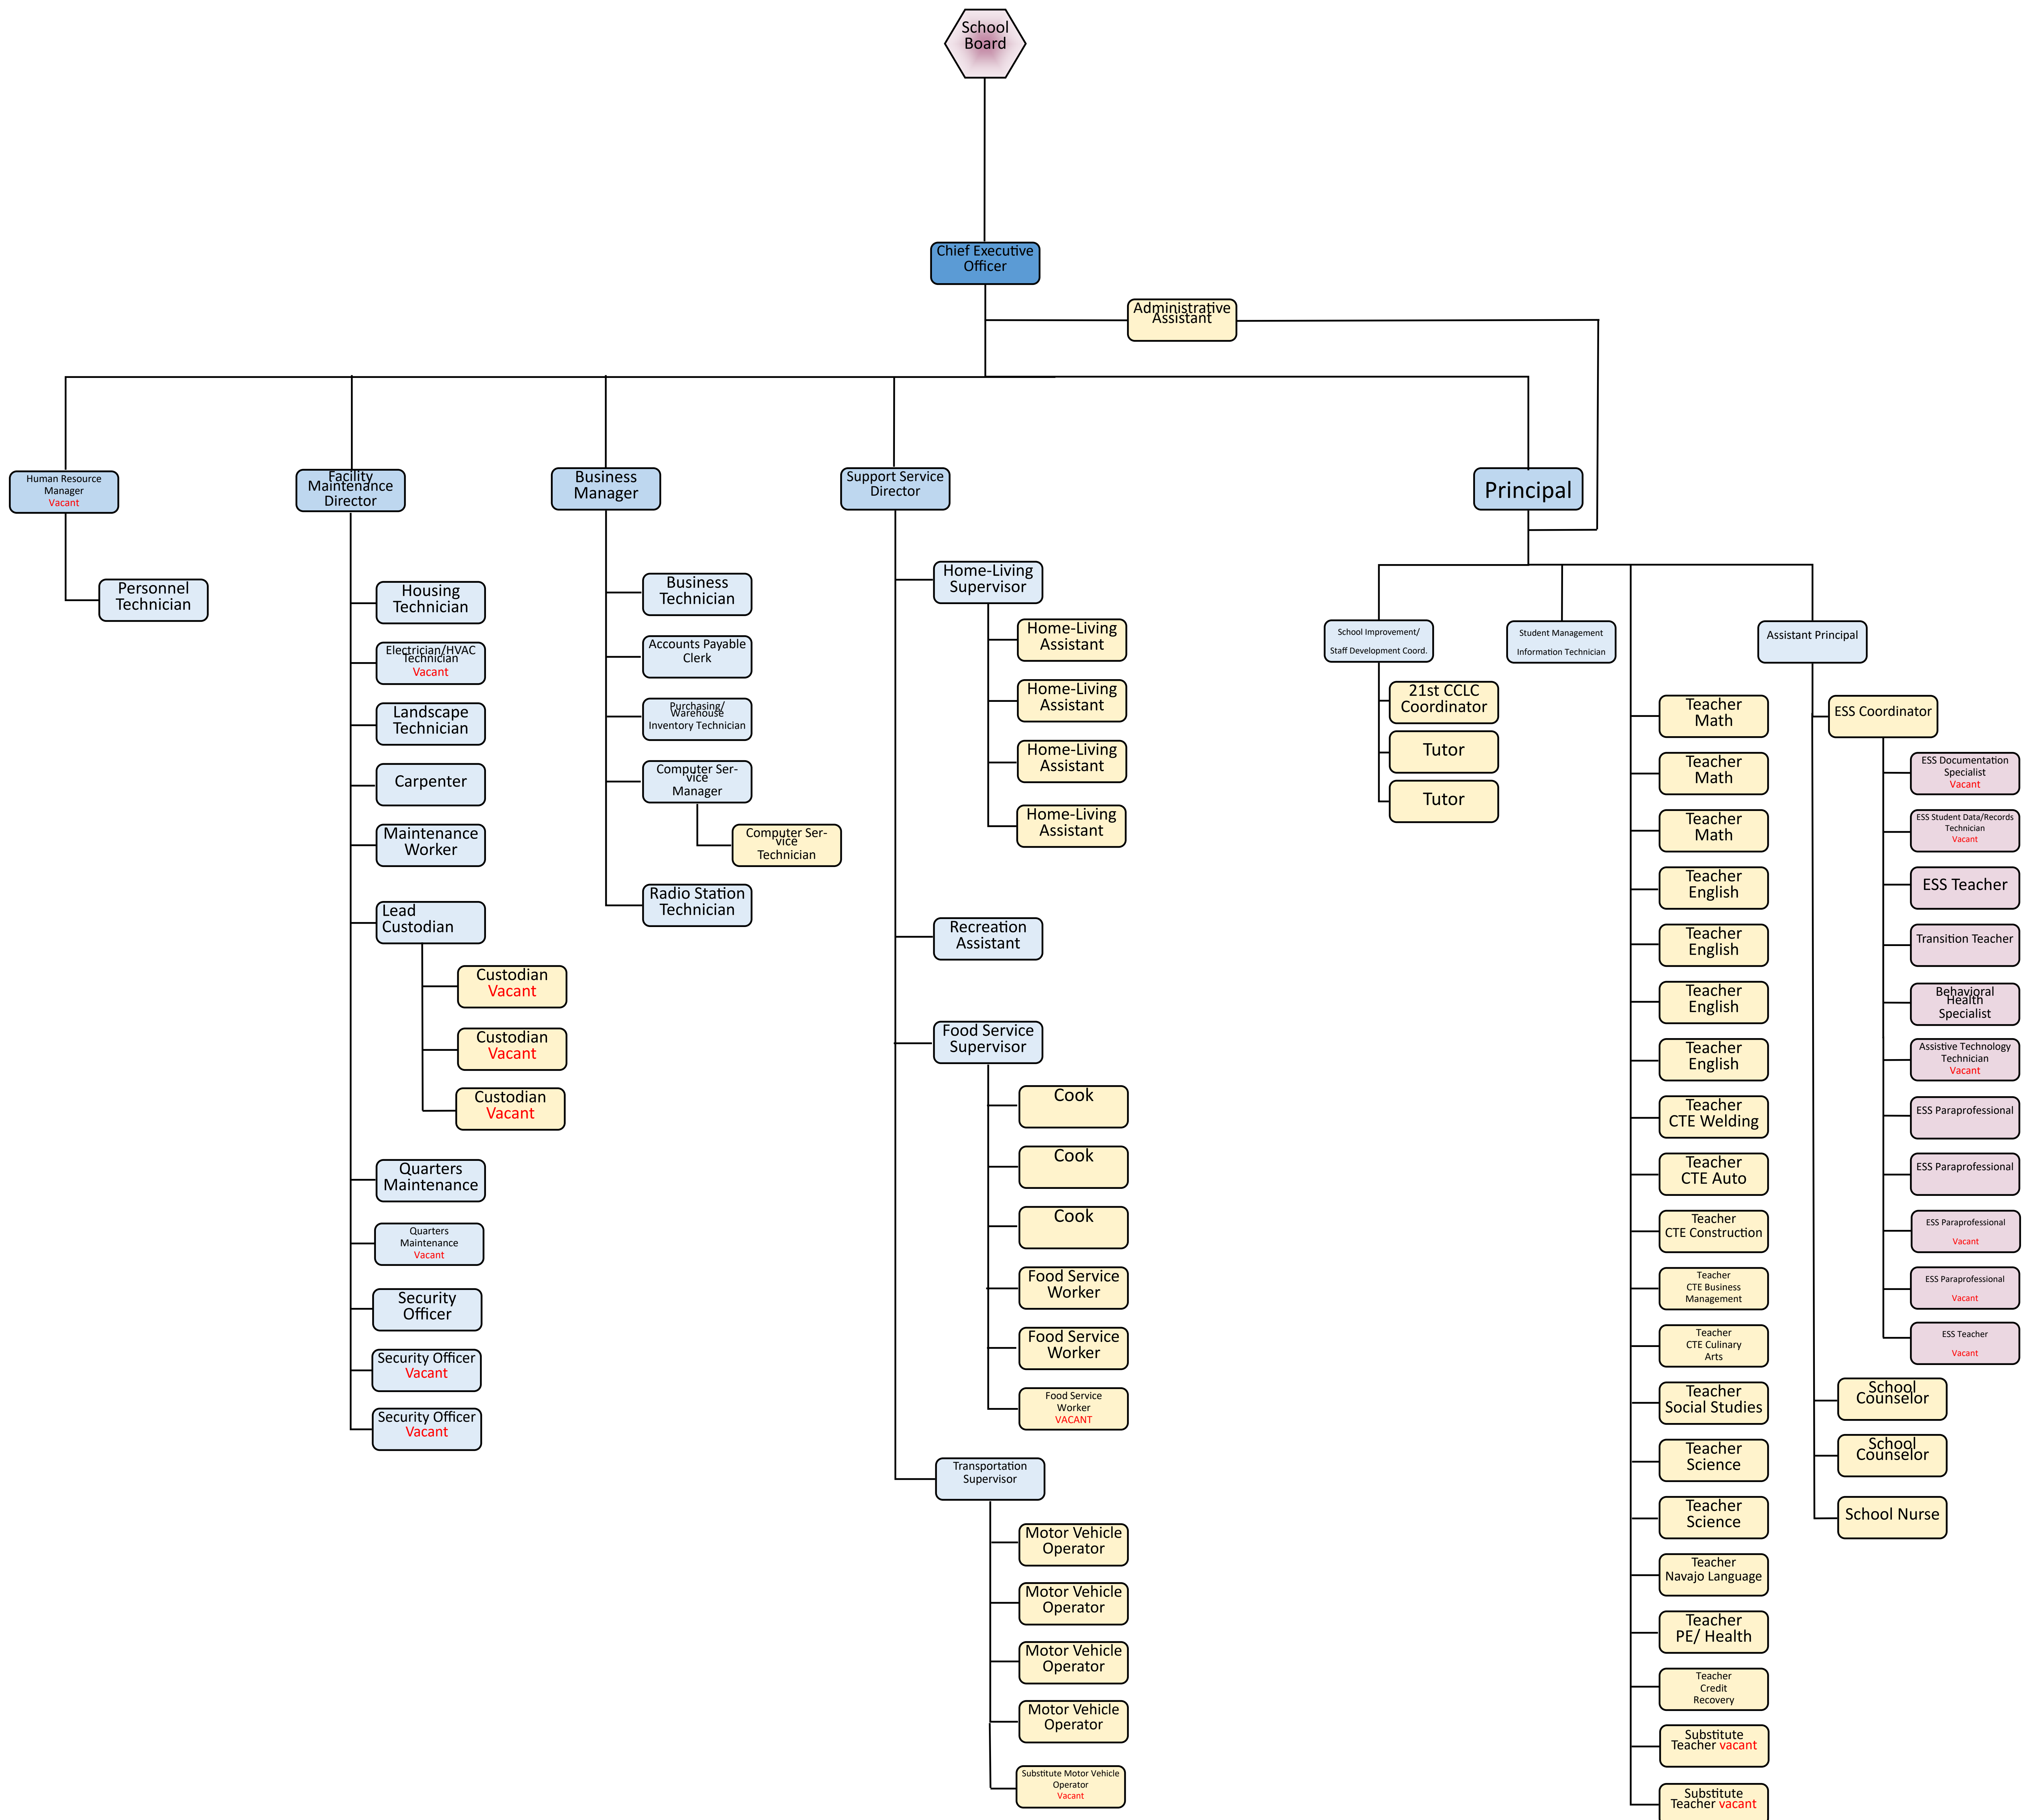 School
Board
Chief Executive
Officer
Administrative
Assistant
Human Resource
Manager
Vacant
Personnel
Technician
Facility
Maintenance
Director
Housing
Technician
Electrician/HVAC
Technician
Vacant
Landscape
Technician
Carpenter
Maintenance
Worker
Lead
Custodian
Custodian
Vacant
Custodian
Vacant
Custodian
Vacant
Quarters
Maintenance
Quarters
Maintenance
Vacant
Security
Officer
Security Officer
Vacant
Security Officer
Vacant
Business
Manager
Business
Technician
Accounts Payable
Clerk
Purchasing/
Warehouse
Inventory Technician
Computer Ser-
vice
Manager
Computer Ser-
vice
Technician
Radio Station
Technician
Support Service
Director
Home-Living
Supervisor
Home-Living
Assistant
Home-Living
Assistant
Home-Living
Assistant
Home-Living
Assistant
Recreation
Assistant
Food Service
Supervisor
Cook
Cook
Cook
Food Service
Worker
Food Service
Worker
Food Service
Worker
VACANT
Transportation
Supervisor
Motor Vehicle
Operator
Motor Vehicle
Operator
Motor Vehicle
Operator
Motor Vehicle
Operator
Substitute Motor Vehicle
Operator
Vacant
Principal
School Improvement/
Staff Development Coord.
21st CCLC
Coordinator
Tutor
Tutor
Student Management
Information Technician
Teacher
Math
Teacher
Math
Teacher
Math
Teacher
English
Teacher
English
Teacher
English
Teacher
English
Teacher
CTE Welding
Teacher
CTE Auto
Teacher
CTE Construction
Teacher
CTE Business
Management
Teacher
CTE Culinary
Arts
Teacher
Social Studies
Teacher
Science
Teacher
Science
Teacher
Navajo Language
Teacher
PE/ Health
Teacher
Credit
Recovery
Substitute
Teacher vacant
Substitute
Teacher vacant
Assistant Principal
ESS Coordinator
ESS Documentation
Specialist
Vacant
ESS Student Data/Records
Technician
Vacant
ESS Teacher
Transition Teacher
Behavioral
Health
Specialist
Assistive Technology
Technician
Vacant
ESS Paraprofessional
ESS Paraprofessional
ESS Paraprofessional
Vacant
ESS Paraprofessional
Vacant
ESS Teacher
Vacant
School
Counselor
School
Counselor
School Nurse